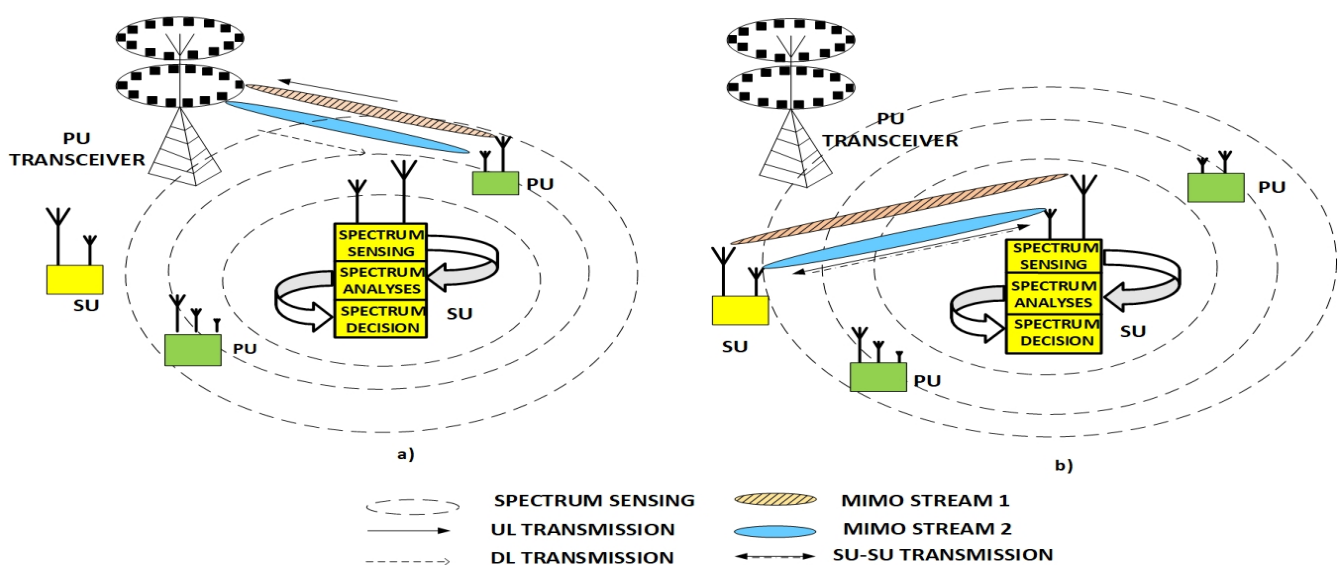 PU
TRANSCEIVER
PU
SPECTRUM
SENSING
SPECTRUM
ANALYSES
SPECTRUM
DECISION
SU
SU
PU
a)
PU
TRANSCEIVER
PU
SPECTRUM
SENSING
SPECTRUM
ANALYSES
SPECTRUM
DECISION
SU
SU
PU
b)
SPECTRUM SENSING
UL TRANSMISSION
DL TRANSMISSION
MIMO STREAM 1
MIMO STREAM 2
SU-SU TRANSMISSION